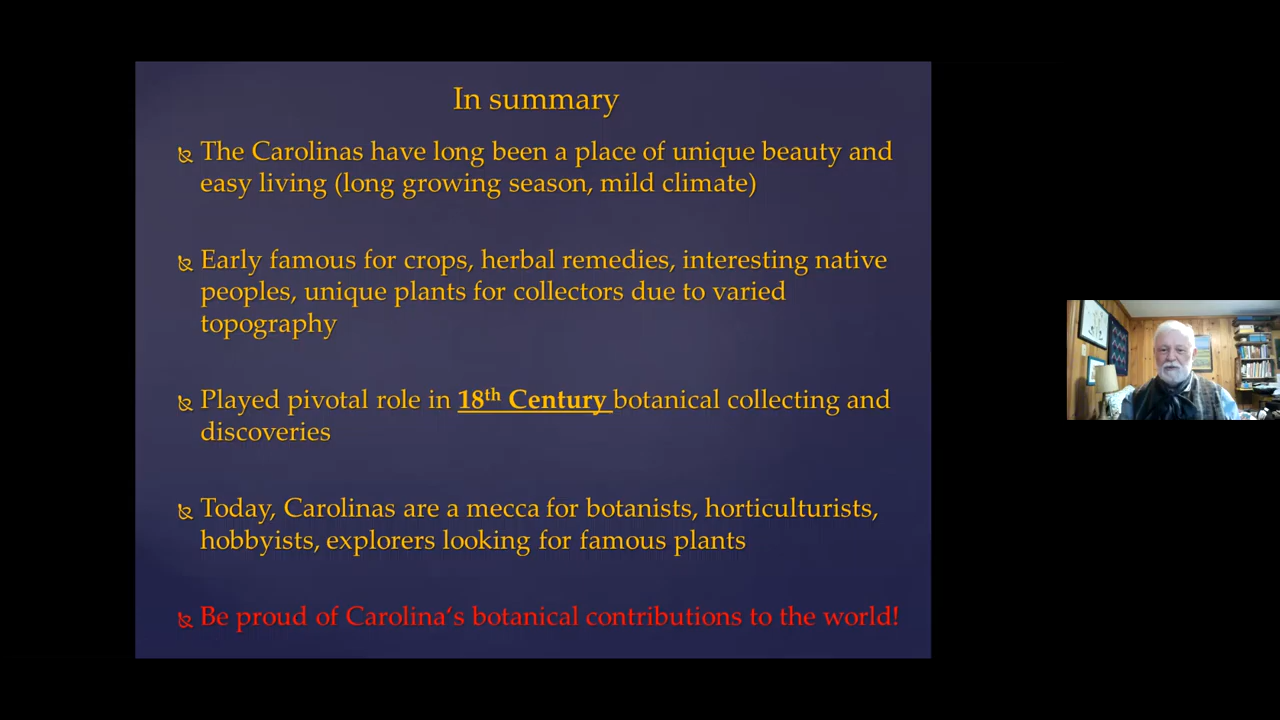 In summary
The Carolinas have long been a place of unique beauty and
easy living (long growing season, mild climate)
Early famous for crops, herbal remedies, interesting native
peoples, unique plants for collectors due to varied
topography
Played pivotal role in 18th Century botanical collecting and
discoveries
Today, Carolinas are a mecca for botanists, horticulturists,
hobbyists, explorers looking for famous plants
Be proud of Carolina‘s botanical contributions to the world!